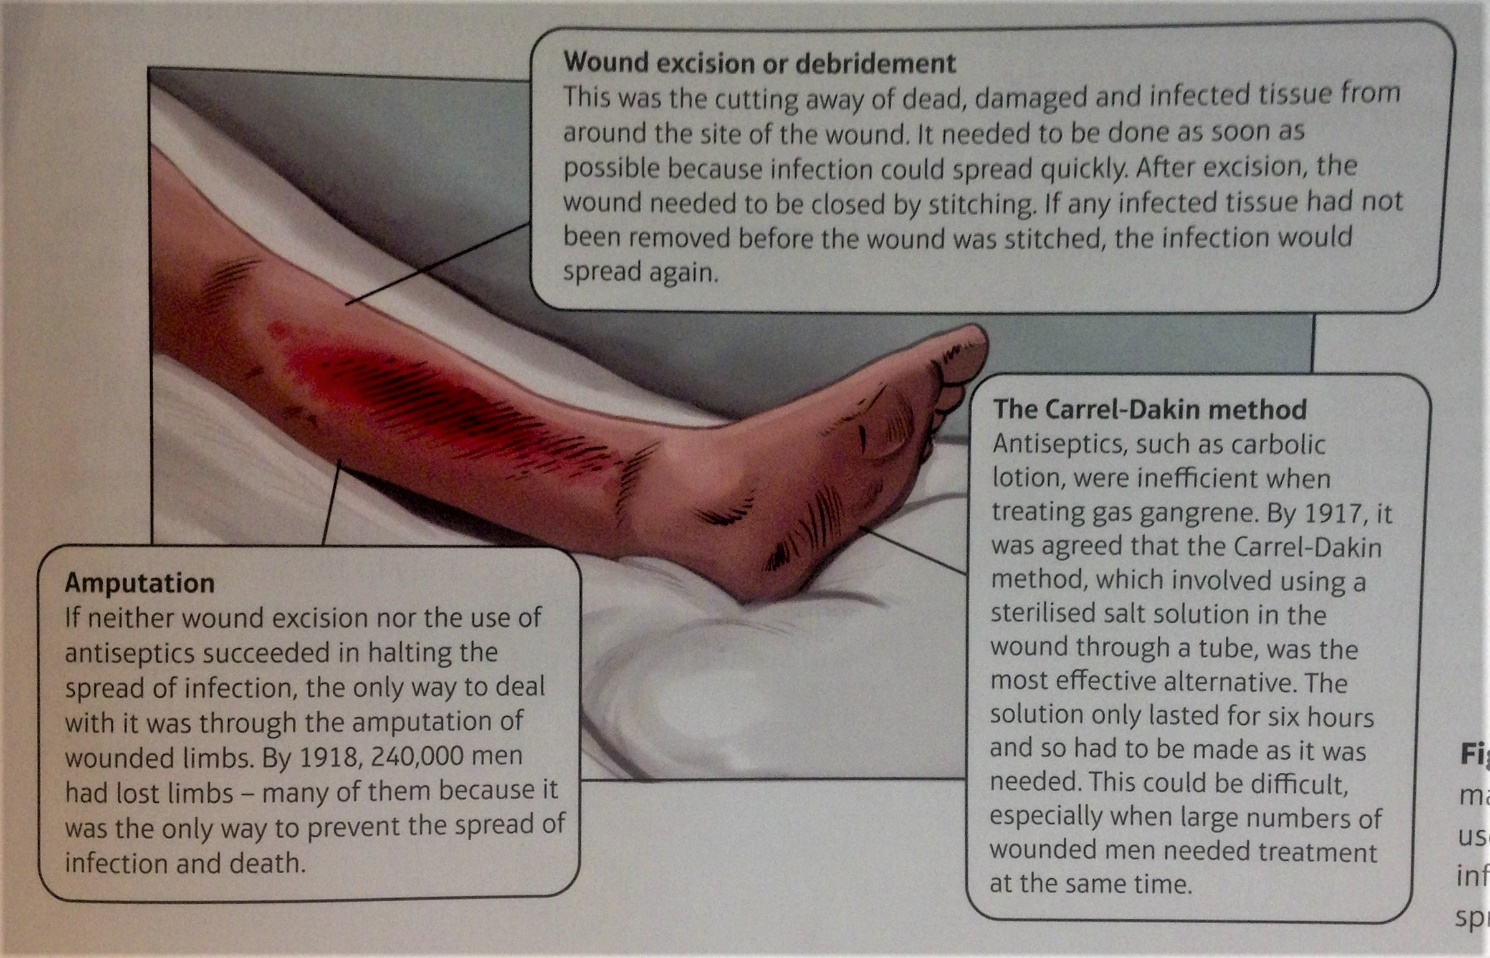 Wound excision or debridement
This was the cutting away of dead, damaged and infected tissue from
around the site of the wound. It needed to be done as soon as
possible because infection could spread quickly. After excision, the
wound needed to be closed by stitching. If any infected tissue had not
been removed before the wound was stitched, the infection would
spread again.
The Carrel-Dakin method
Antiseptics, such as carbolic
lotion, were inefficient when
treating gas gangrene. By 1917, it
was agreed that the Carrel-Dakin
method, which involved using a
sterilised salt solution in the
wound through a tube, was the
most effective alternative. The
solution only lasted for six hours
and so had to be made as it was
needed. This could be difficult,
especially when large numbers of
wounded men needed treatment
at the same time.
Amputation
If neither wound excision nor the use of
antiseptics succeeded in halting the
spread of infection, the only way to deal
with it was through the amputation of
wounded limbs. By 1918, 240,000 men
had lost limbs – many of them because it
was the only way to prevent the spread of
infection and death.